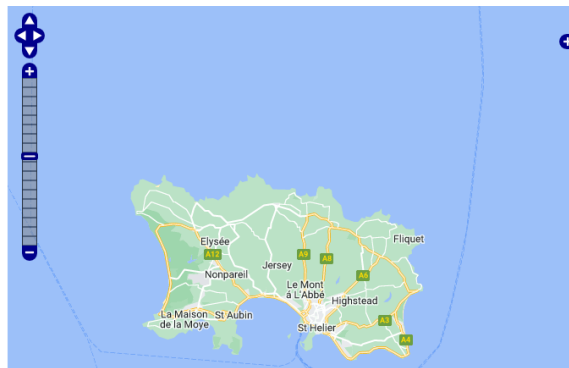 Fliquet
Elysée
A12
A9
A8
Jersey
A6
Nonpareil
Le Mont
à L'Abbé
Highstead
La Maison
de la Moye
St Aubin
St Helier
A3
A4